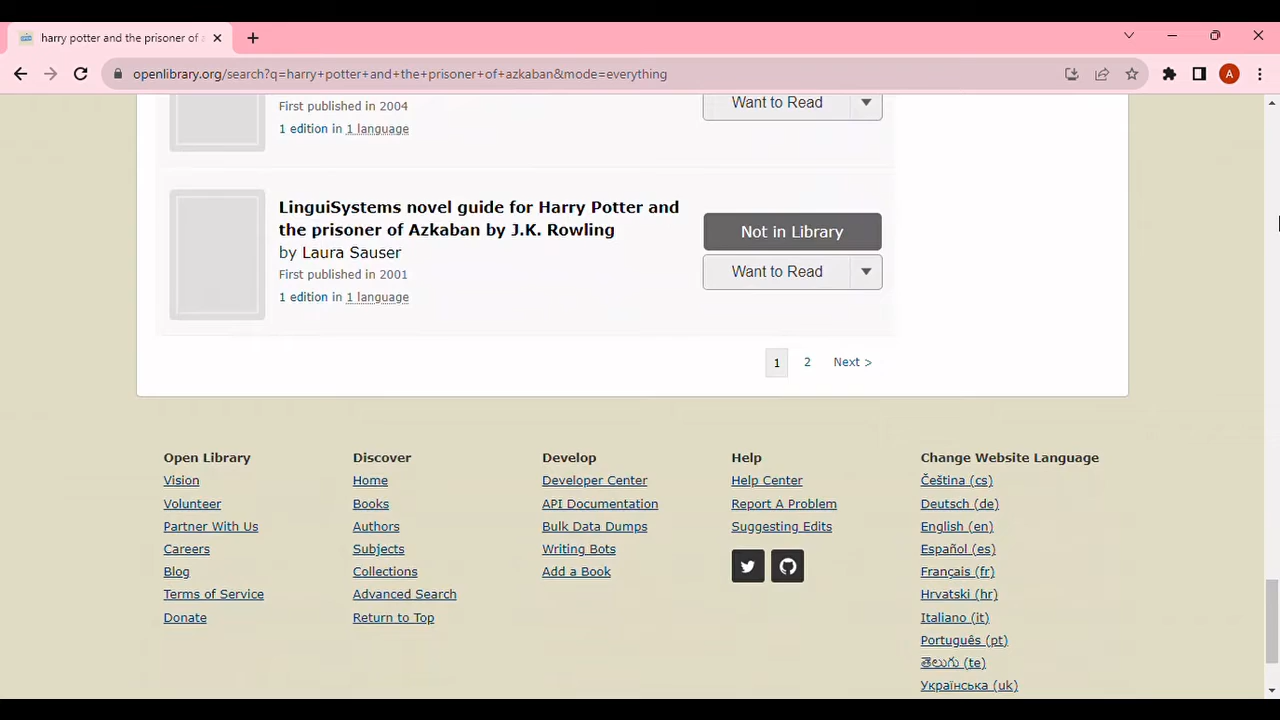 harry potter and the prisoner of
openlibrary.org/search?q=harry+potter+and+the+prisoner+of+azkaban&mode=everything
A
First published in 2004
1 edition in 1 language
Want to Read
LinguiSystems novel guide for Harry Potter and
the prisoner of Azkaban by J.K. Rowling
by Laura Sauser
First published in 2001
1 edition in 1 language
Not in Library
Want to Read
1 2 Next >
Open Library
Vision
Volunteer
Partner With Us
Careers
Blog
Terms of Service
Donate
Discover
Home
Books
Authors
Subjects
Collections
Advanced Search
Return to Top
Develop
Developer Center
API Documentation
Bulk Data Dumps
Writing Bots
Add a Book
Help
Help Center
Report A Problem
Suggesting Edits
Change Website Language
Čeština (cs)
Deutsch (de)
English (en)
Español (es)
Français (fr)
Hrvatski (hr)
Italiano (it)
Português (pt)
తెలుగు (te)
Українська (uk)